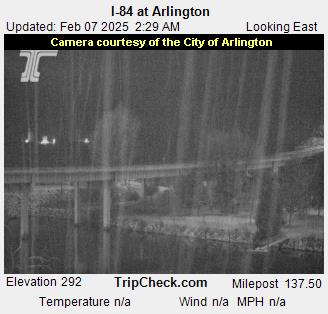 I-84 at Arlington
Updated: Feb 07 2025 2:29 AM Looking East
Camera courtesy of the City of Arlington
Elevation 292 TripCheck.com Milepost 137.50
Temperature n/a Wind n/a MPH n/a